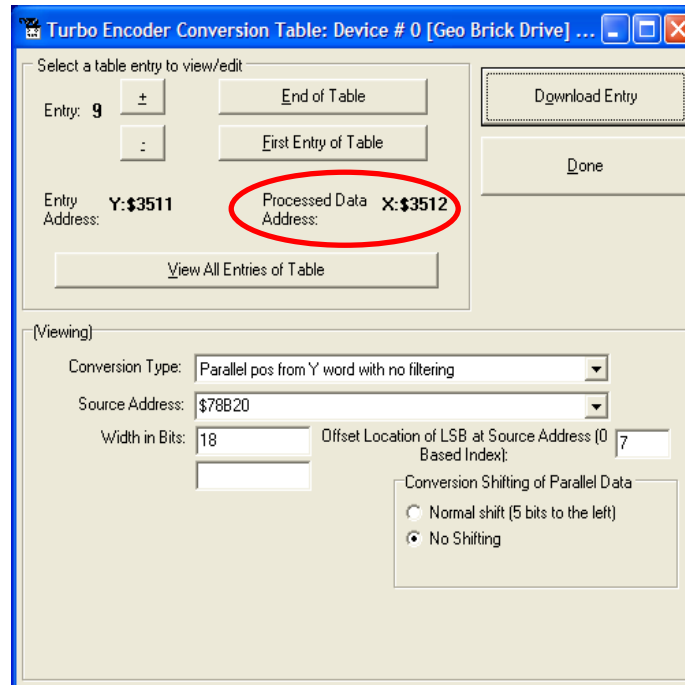 Turbo Encoder Conversion Table: Device # 0 [Geo Brick Drive] ...
Select a table entry to view/edit
Entry: 9
+
End of Table
Download Entry
-
First Entry of Table
Done
Entry Address: Y:$3511
Processed Data Address: X:$3512
View All Entries of Table
(Viewing)
Conversion Type: Parallel pos from Y word with no filtering
Source Address: $78B20
Width in Bits: 18
Offset Location of LSB at Source Address (0 Based Index): 7
Conversion Shifting of Parallel Data
Normal shift (5 bits to the left)
No Shifting